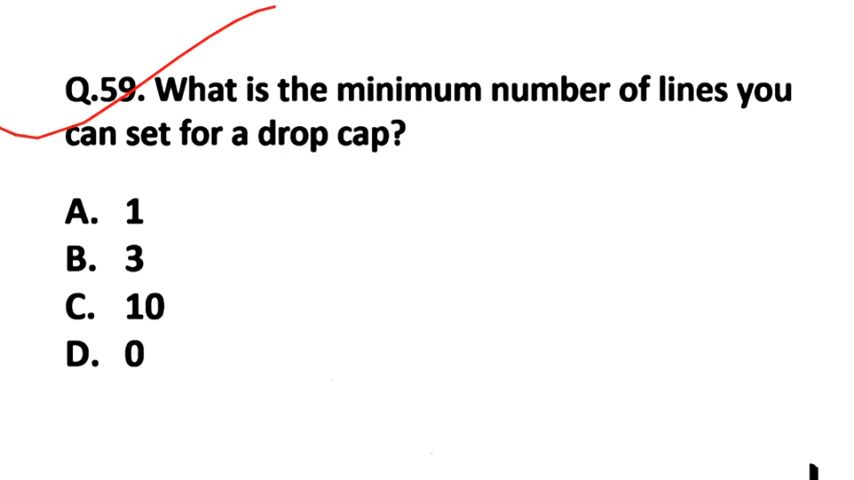 Q.59. What is the minimum number of lines you
can set for a drop cap?
A. 1
B. 3
C. 10
D. 0